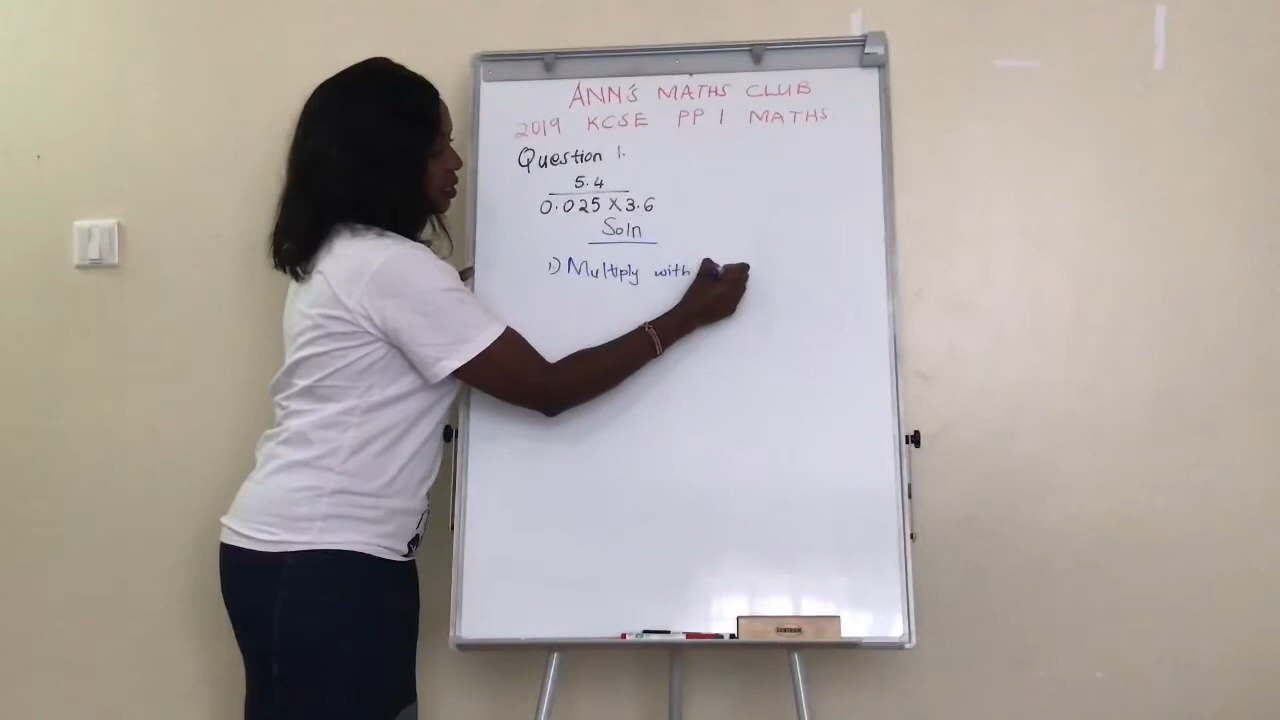 ANN'S MATHS CLUB
2019 KCSE PP 1 MATHS.
Question 1.
5.4
0.025 X 3.6
Soln
1) Multiply with